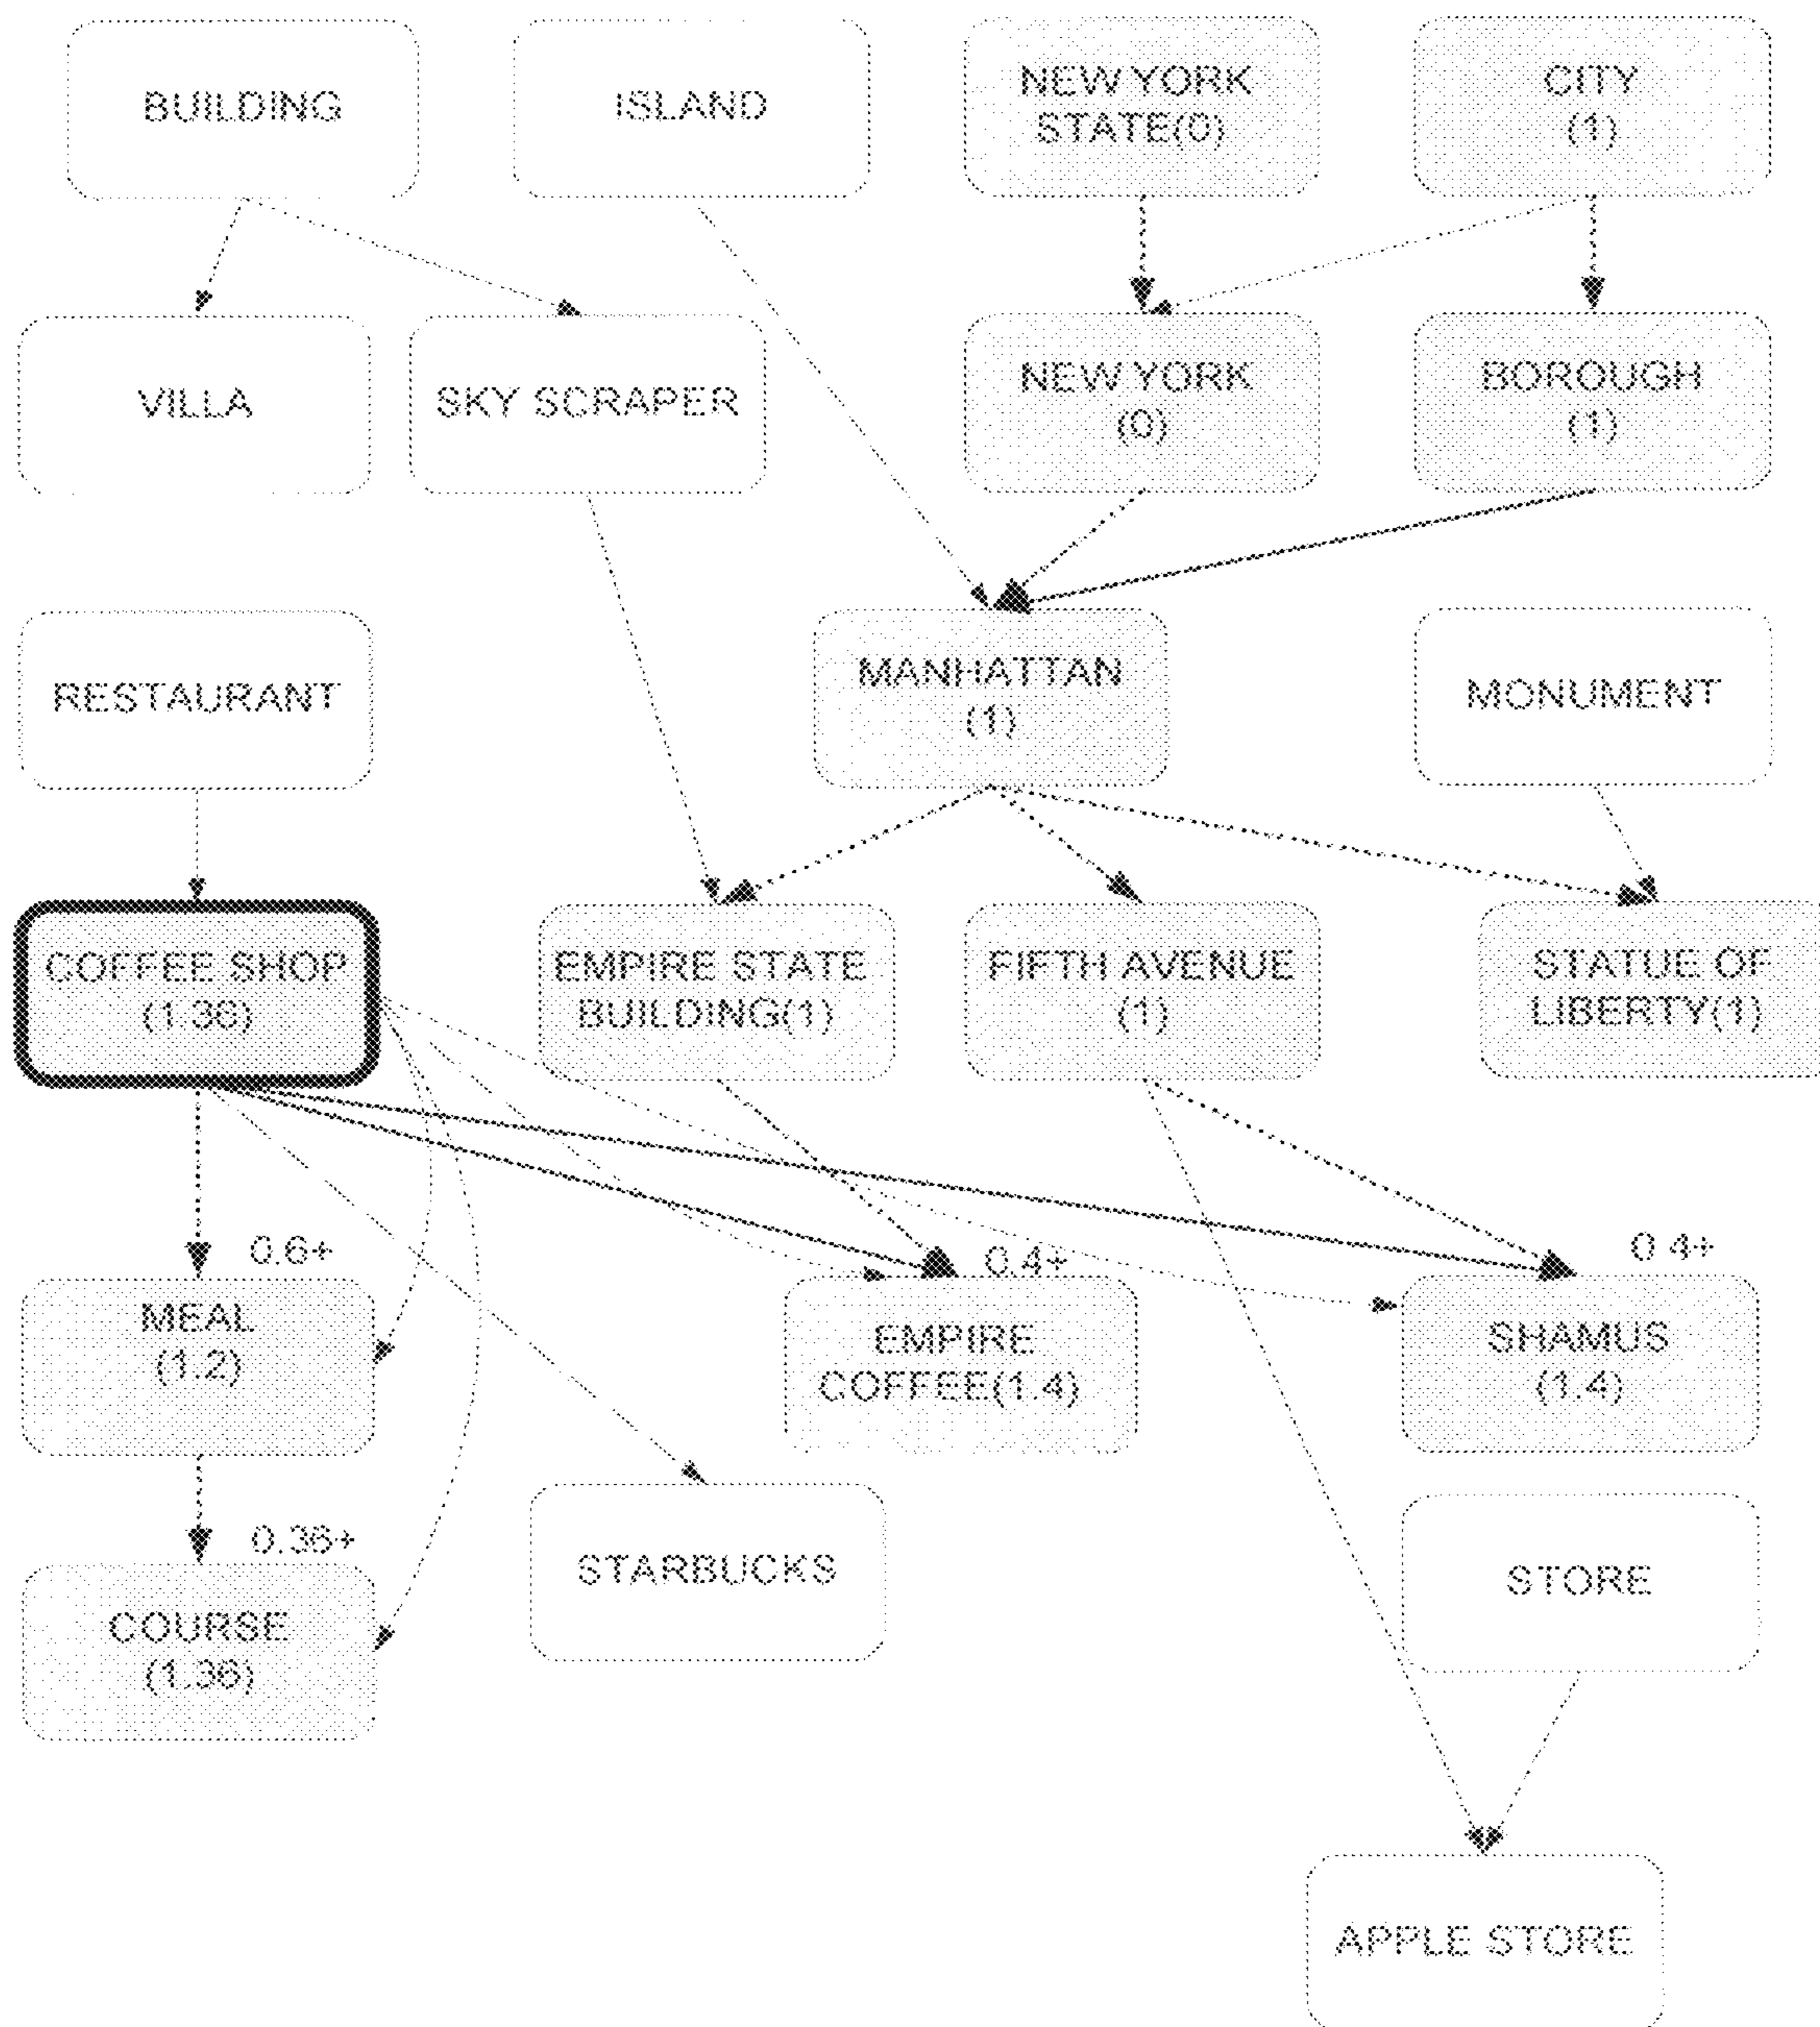 BUILDING
ISLAND
NEW YORK
STATE(0)
CITY
(1)
VILLA
SKY SCRAPER
NEW YORK
(0)
BOROUGH
(1)
RESTAURANT
MANHATTAN
(1)
MONUMENT
COFFEE SHOP
(1.36)
EMPIRE STATE
BUILDING(1)
FIFTH AVENUE
(1)
STATUE OF
LIBERTY(1)
0.6+
0.4+
0.4+
MEAL
(1.2)
EMPIRE
COFFEE(1.4)
SHAMUS
(1.4)
0.36+
STARBUCKS
STORE
COURSE
(1.36)
APPLE STORE